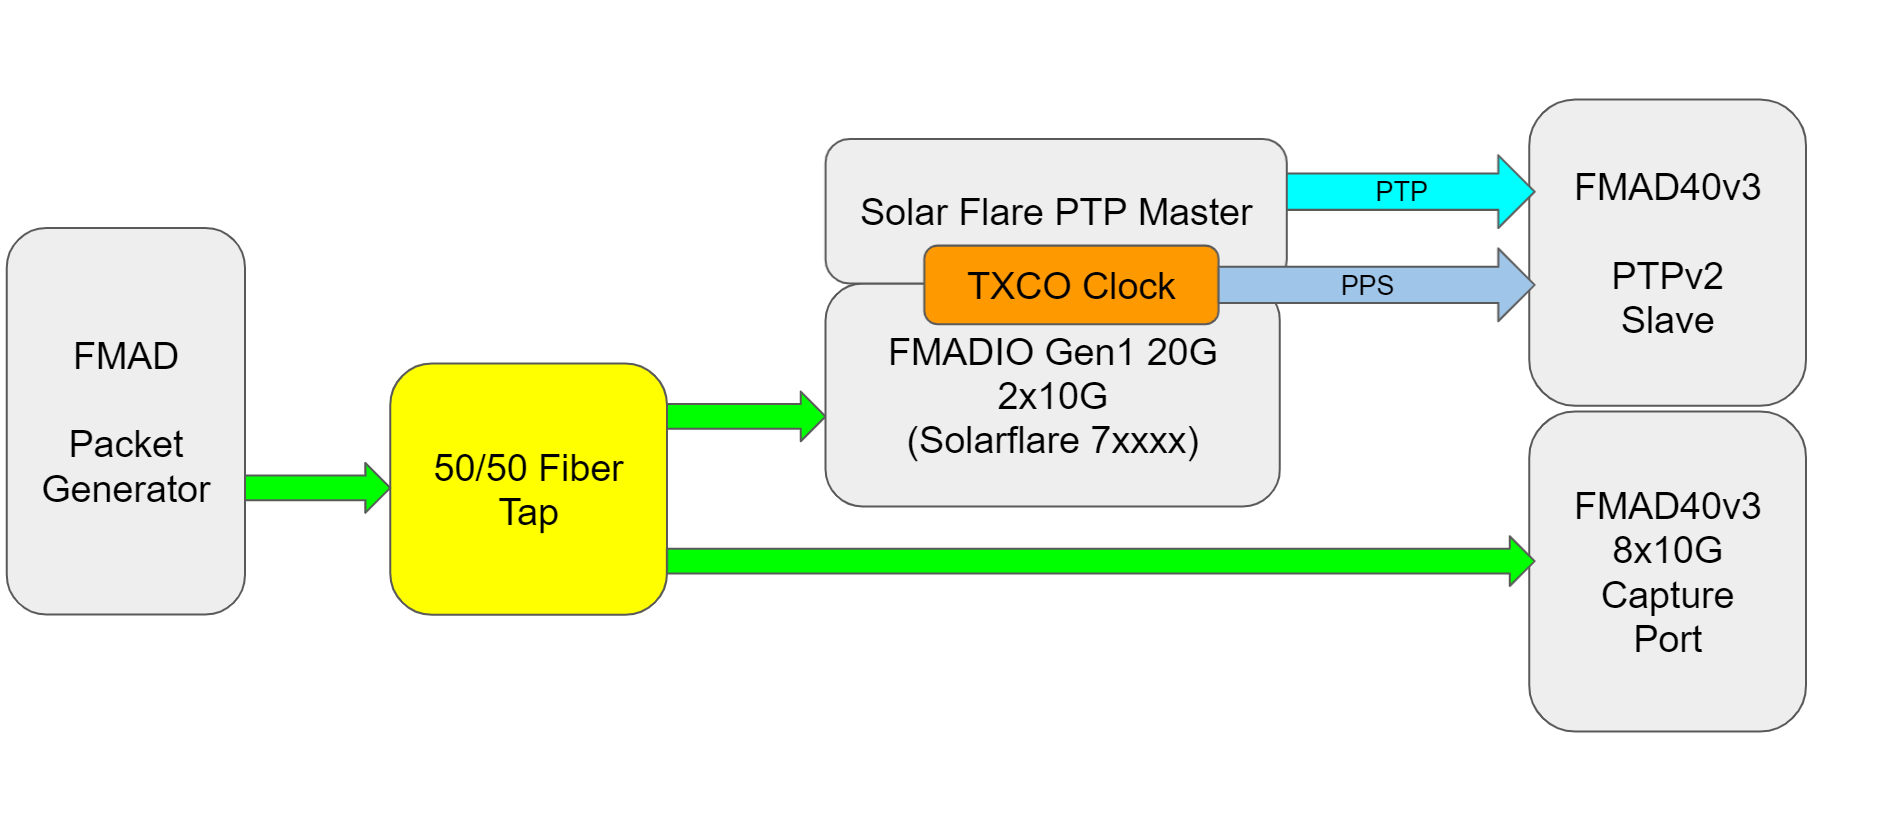 FMAD
Packet
Generator
50/50 Fiber
Tap
Solar Flare PTP Master
TXCO Clock
FMADIO Gen1 20G
2x10G
(Solarflare 7xxxx)
PTP
PPS
FMAD40v3
PTPv2
Slave
FMAD40v3
8x10G
Capture
Port